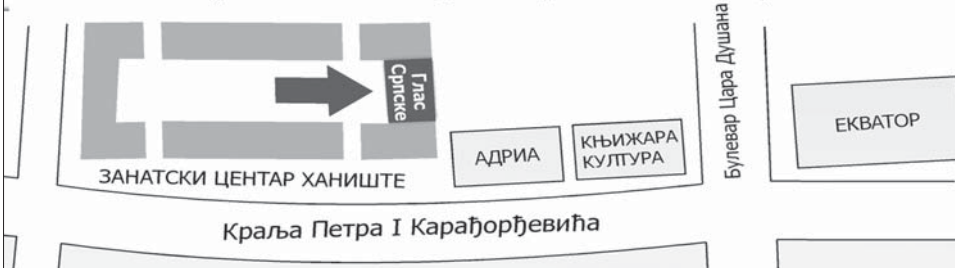 Глас
Српске
Булевар Цара Душана
ЕКВАТОР
АДРИА
КЊИЖАРА
КУЛТУРА
ЗАНАТСКИ ЦЕНТАР ХАНИШТЕ
Краља Петра I Карађорђевића